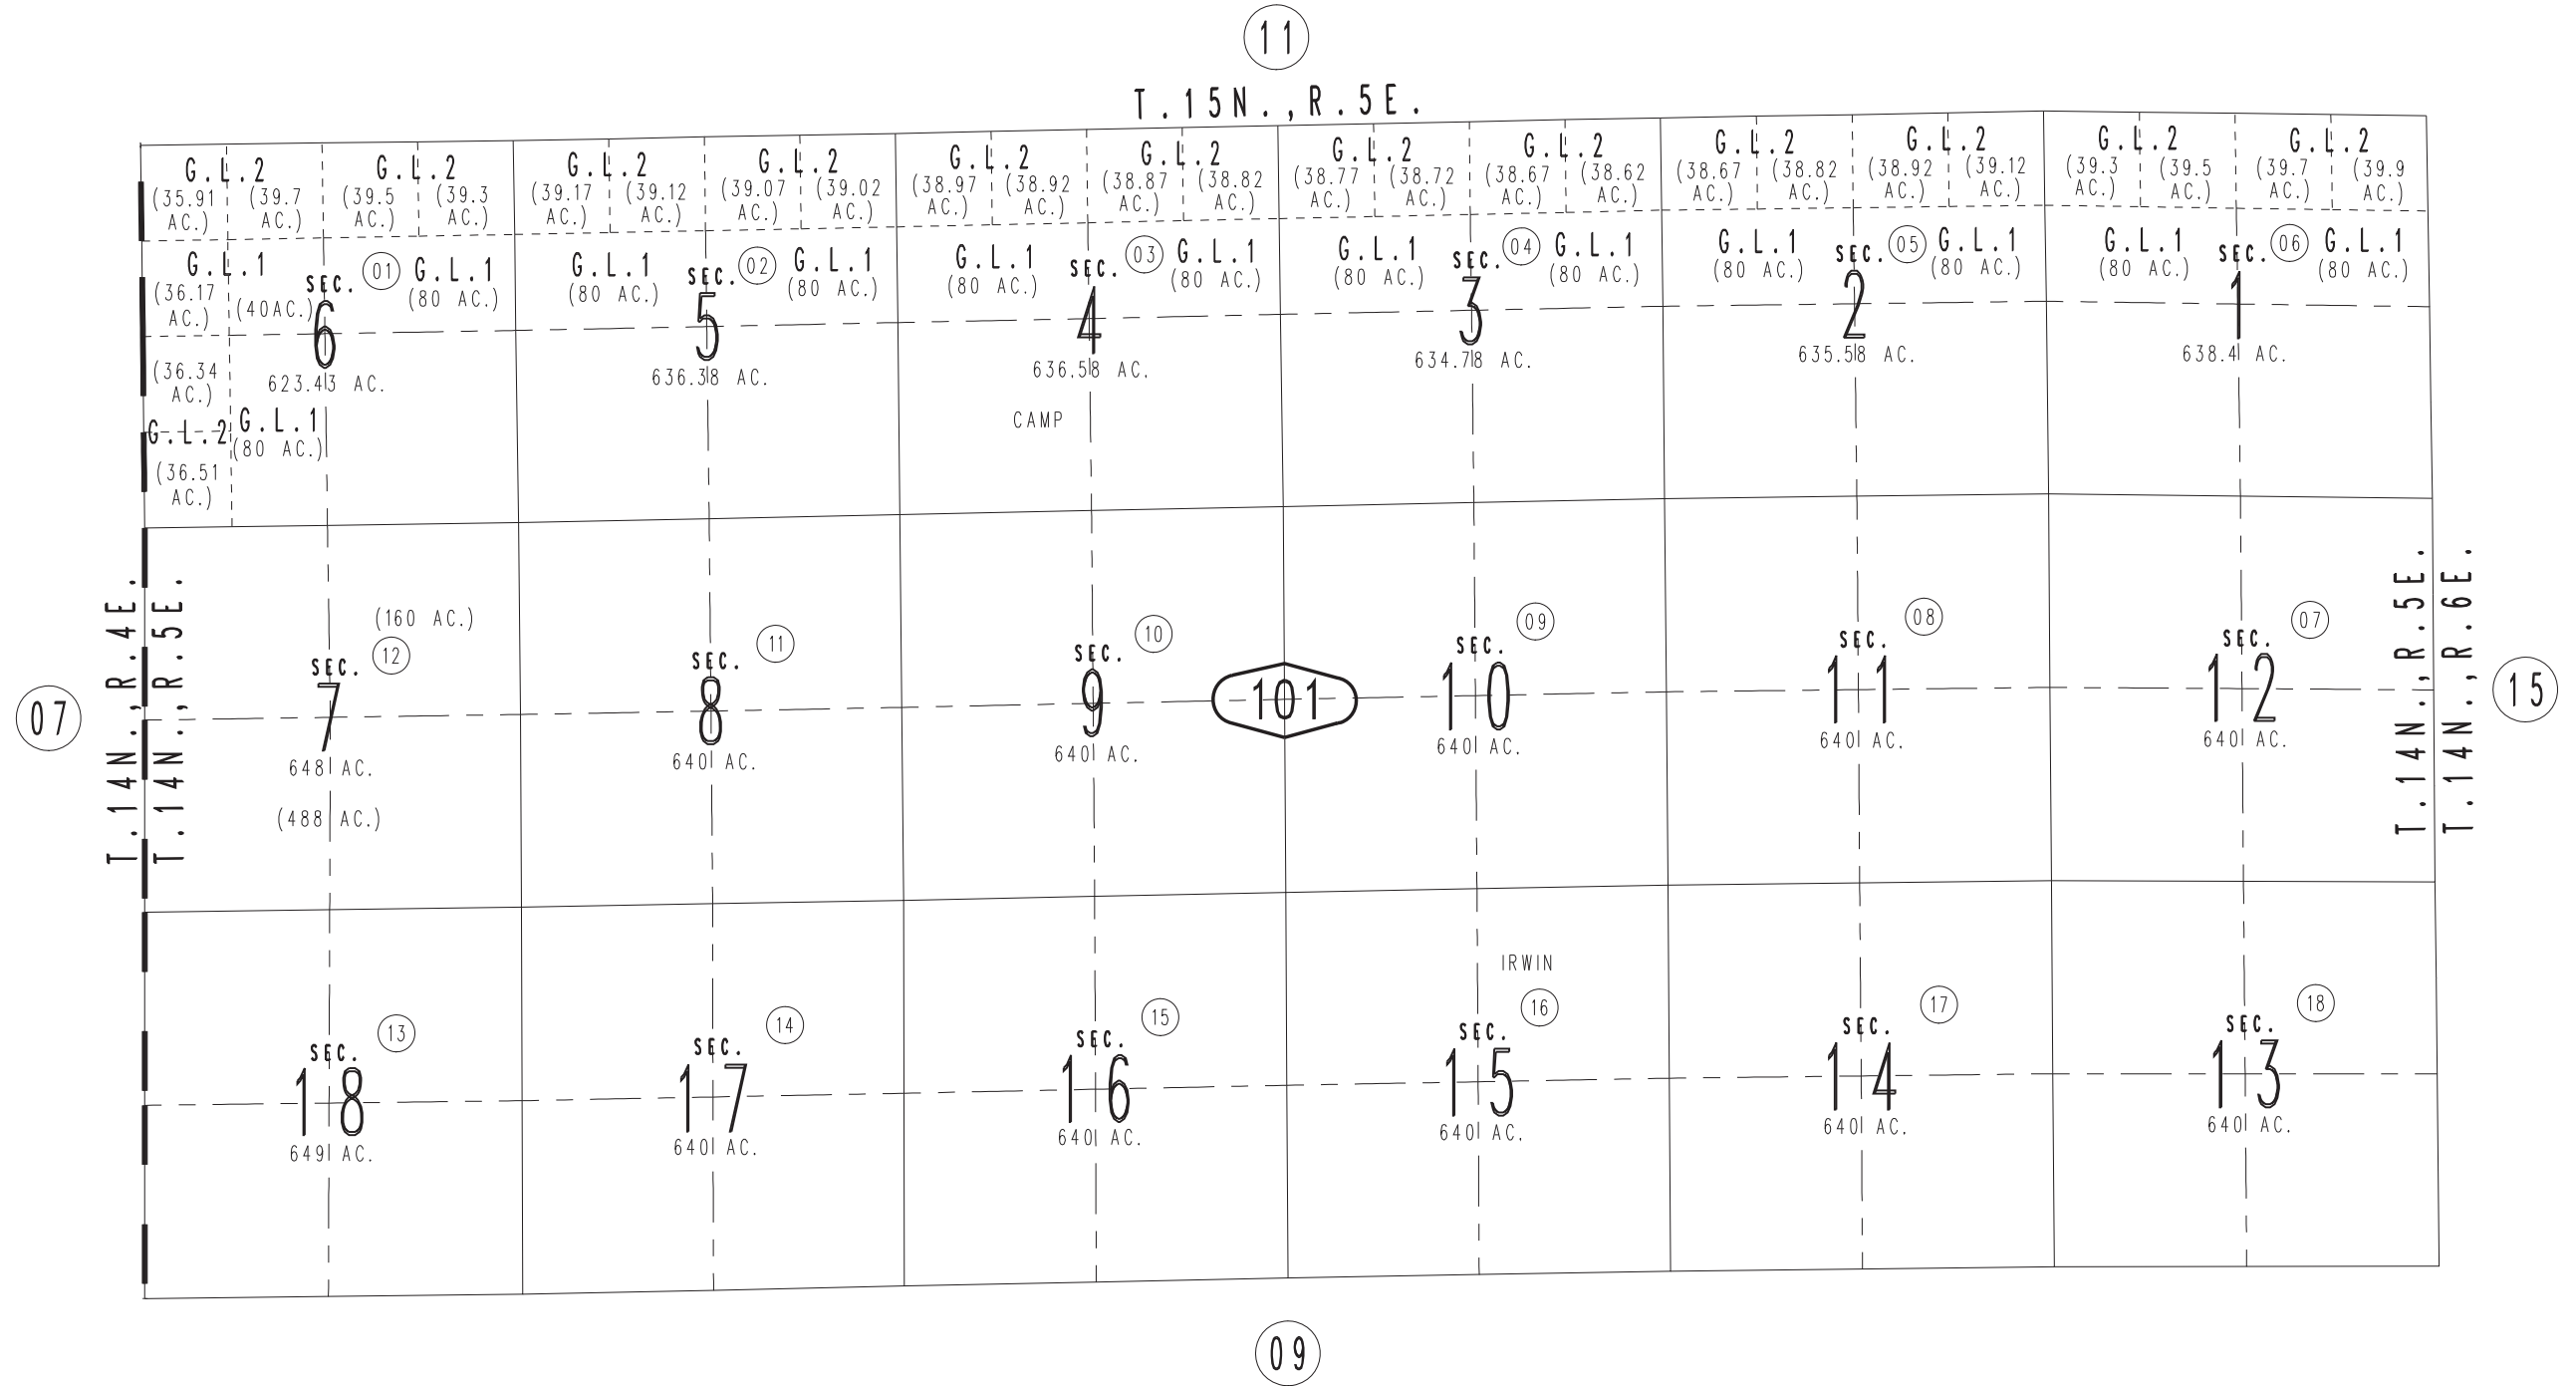 11
T.15N.,R.5E.
G.L.2 G.L.2 G.L.2 G.L.2 G.L.2 G.L.2 G.L.2 G.L.2 G.L.2 G.L.2 G.L.2 G.L.2
(35.91 AC.) (39.7 AC.) (39.5 AC.) (39.3 AC.) (39.17 AC.) (39.12 AC.) (39.07 AC.) (39.02 AC.) (38.97 AC.) (38.92 AC.) (38.87 AC.) (38.82 AC.) (38.77 AC.) (38.72 AC.) (38.67 AC.) (38.62 AC.) (38.67 AC.) (38.82 AC.) (38.92 AC.) (39.12 AC.) (39.3 AC.) (39.5 AC.) (39.7 AC.) (39.9 AC.)
G.L.1
(36.17 AC.)
(40AC.)
SEC. 01
6
G.L.1
(80 AC.)
623.43 AC.
(36.34 AC.)
G.L.2
(36.51 AC.)
G.L.1
(80 AC.)
G.L.1
(80 AC.)
SEC. 02
5
G.L.1
(80 AC.)
636.38 AC.
G.L.1
(80 AC.)
SEC. 03
4
G.L.1
(80 AC.)
636.58 AC.
CAMP
G.L.1
(80 AC.)
SEC. 04
3
G.L.1
(80 AC.)
634.78 AC.
G.L.1
(80 AC.)
SEC. 05
2
G.L.1
(80 AC.)
635.58 AC.
G.L.1
(80 AC.)
SEC. 06
1
G.L.1
(80 AC.)
638.4 AC.
07
T.14N.,R.4E.
T.14N.,R.5E.
(160 AC.)
SEC. 12
7
648 AC.
(488 AC.)
SEC. 11
8
640 AC.
SEC. 10
9
640 AC.
101
SEC. 09
10
640 AC.
SEC. 08
11
640 AC.
SEC. 07
12
640 AC.
T.14N.,R.5E.
T.14N.,R.6E.
15
SEC. 13
18
649 AC.
SEC. 14
17
640 AC.
SEC. 15
16
640 AC.
IRWIN
SEC. 16
15
640 AC.
SEC. 17
14
640 AC.
SEC. 18
13
640 AC.
09